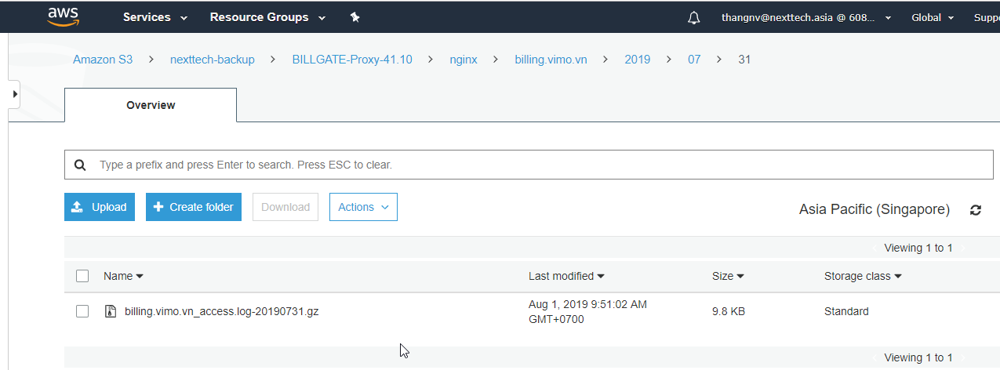 aws Services Resource Groups thangnv@nexttech.asia @ 608... Global Supp
Amazon S3 > nexttech-backup > BILLGATE-Proxy-41.10 > nginx > billing.vimo.vn > 2019 > 07 > 31
Overview
Type a prefix and press Enter to search. Press ESC to clear.
Upload + Create folder Download Actions Asia Pacific (Singapore)
Viewing 1 to 1
Name Last modified Size Storage class
billing.vimo.vn_access.log-20190731.gz Aug 1, 2019 9:51:02 AM 9.8 KB Standard
GMT+0700
Viewing 1 to 1